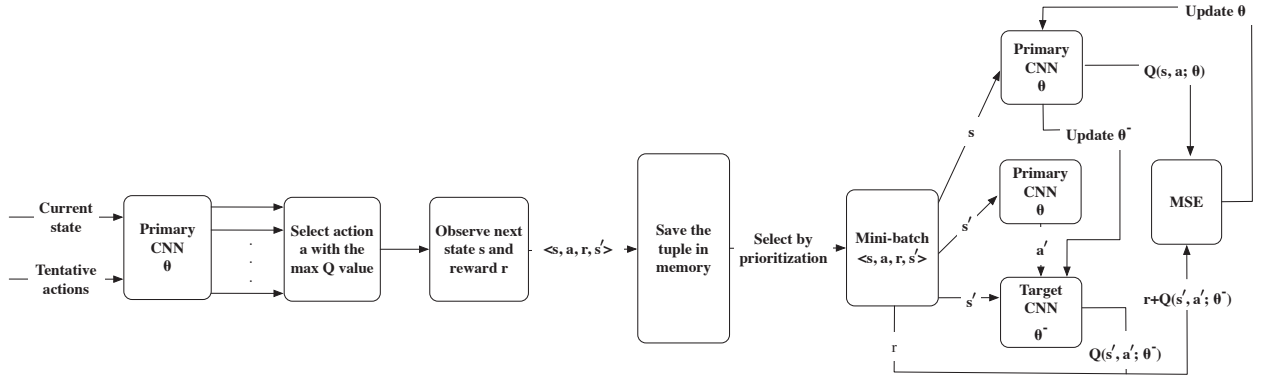 Current
state
Tentative
actions
Primary
CNN
θ
.
.
.
Select action
a with the
max Q value
Observe next
state s and
reward r
<s, a, r, s′>
Save the
tuple in
memory
Select by
prioritization
Mini-batch
<s, a, r, s′>
s
s′
s′
r
Primary
CNN
θ
Update θ
Q(s, a; θ)
Update θ⁻
Primary
CNN
θ
a′
Target
CNN
θ⁻
Q(s′, a′; θ⁻)
MSE
r+Q(s′, a′; θ⁻)